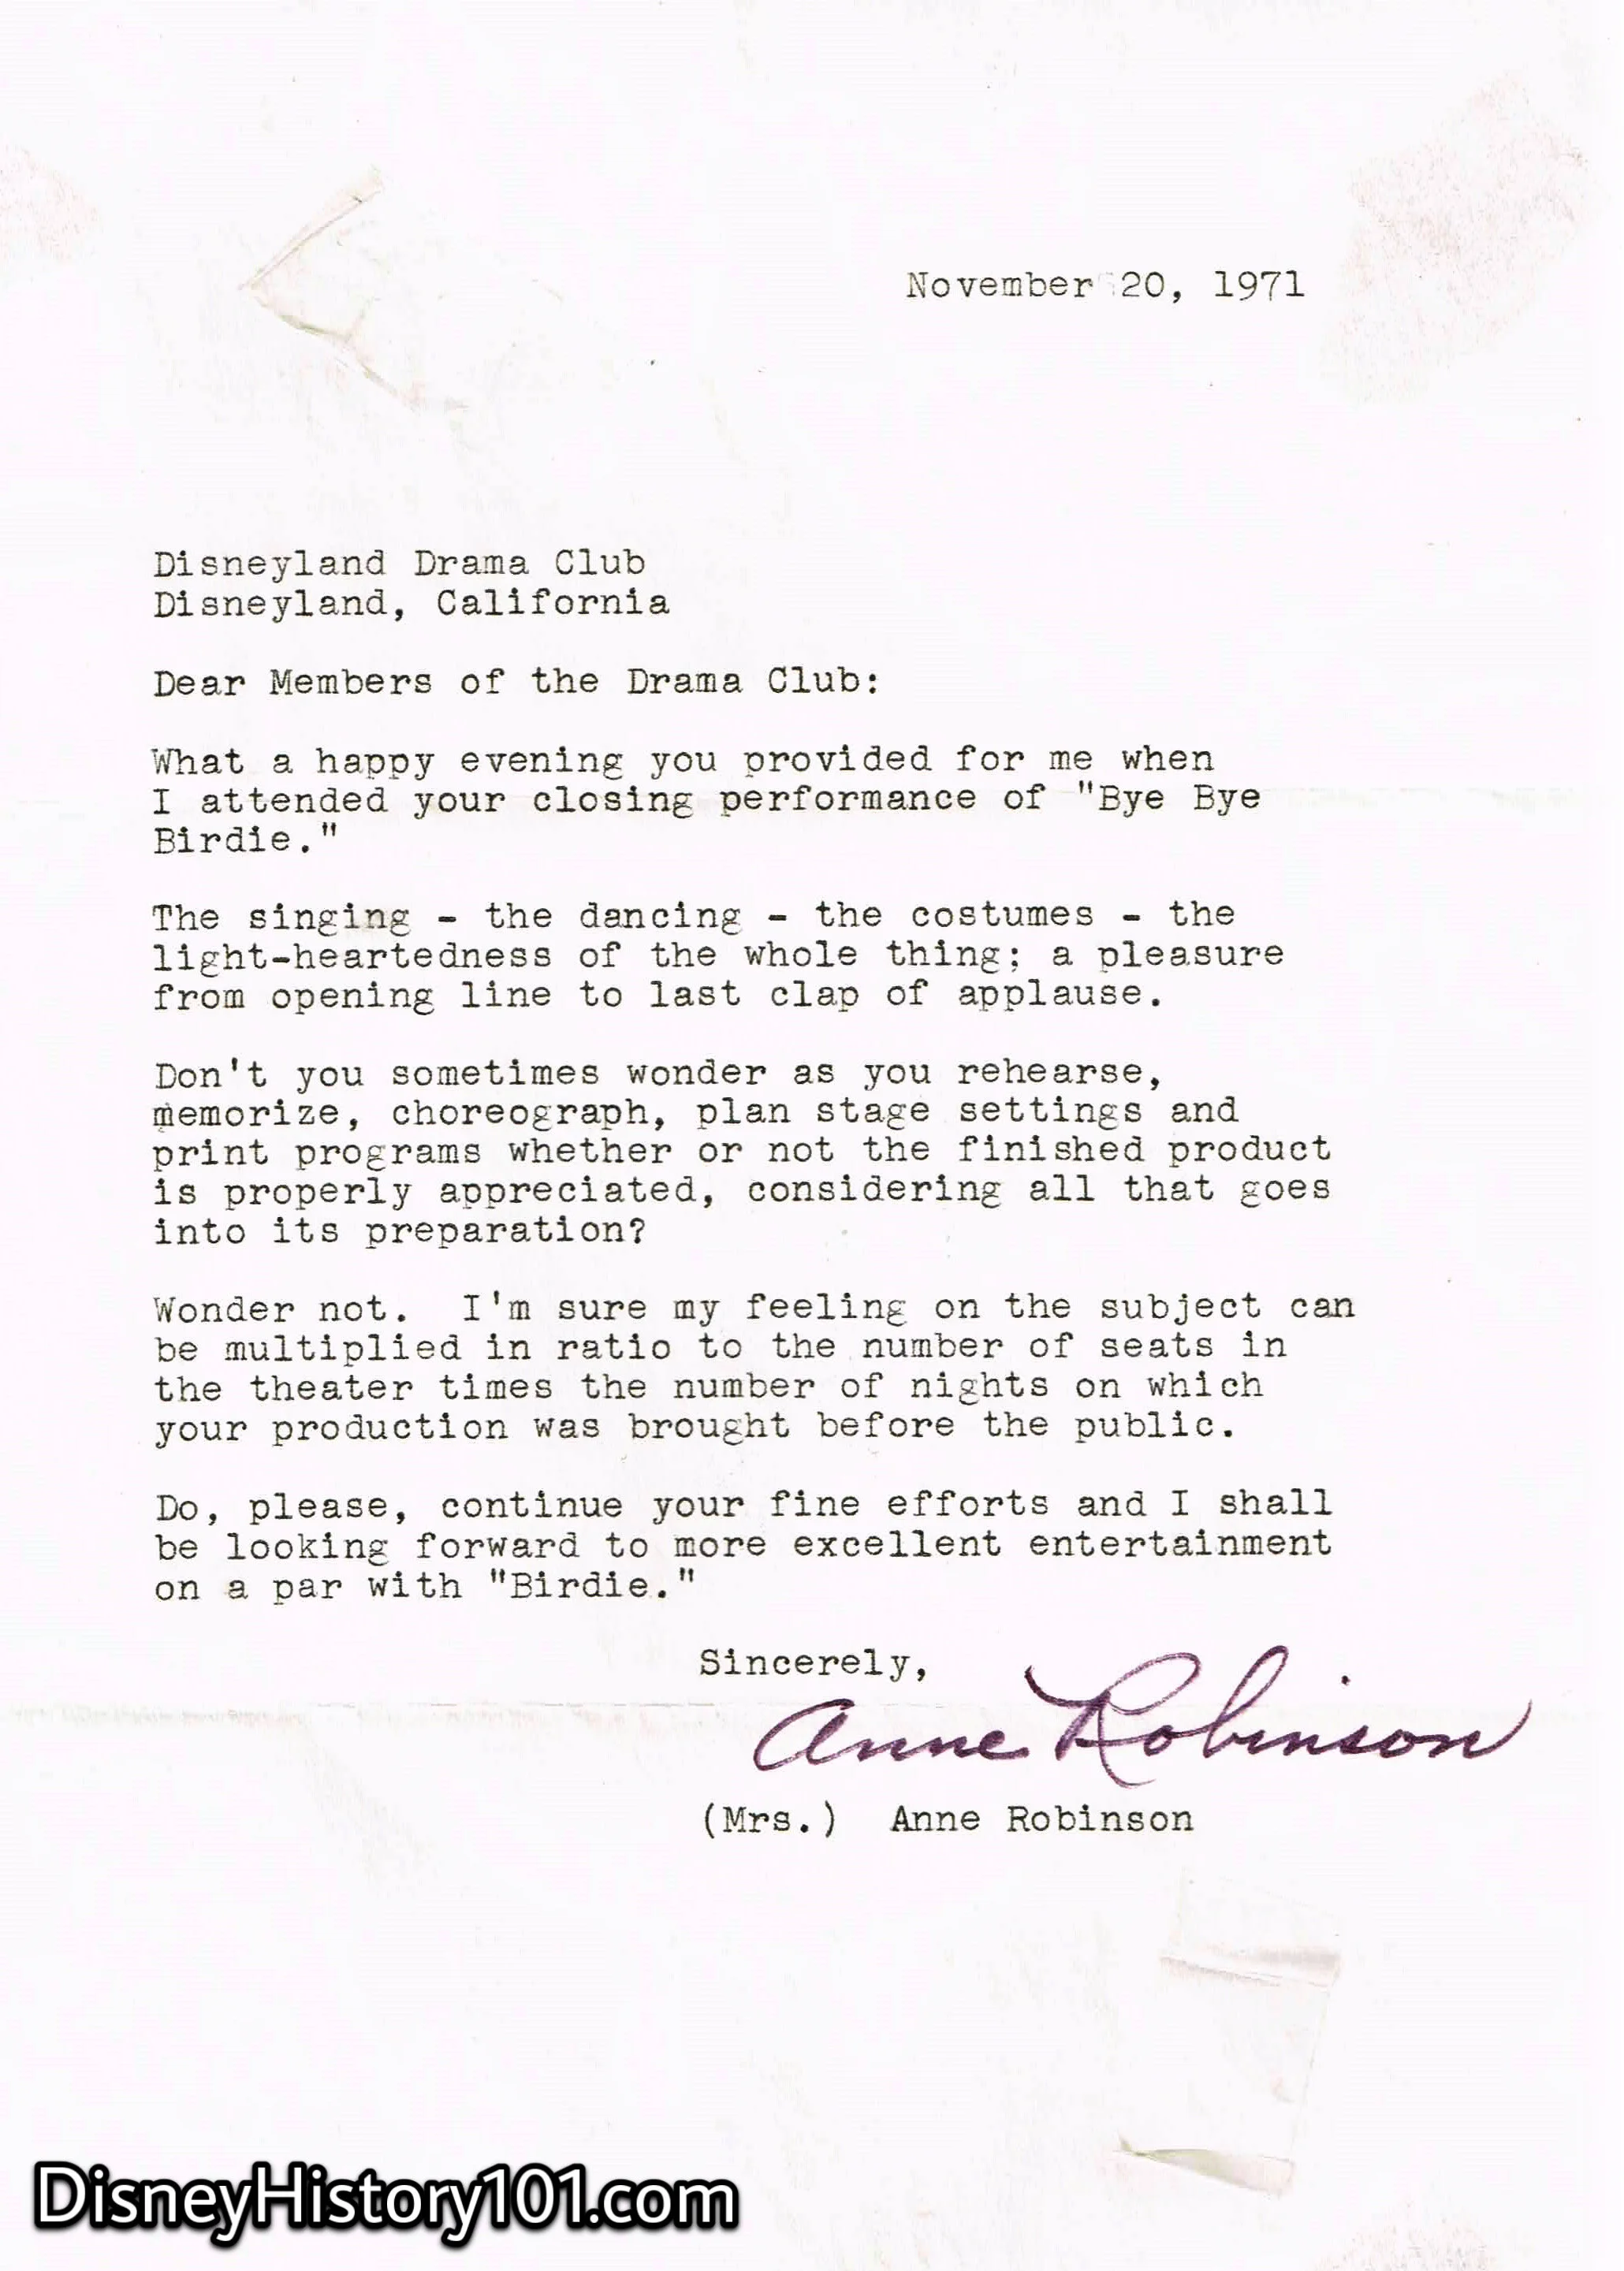 November 20, 1971
Disneyland Drama Club
Disneyland, California
Dear Members of the Drama Club:
What a happy evening you provided for me when
I attended your closing performance of "Bye Bye
Birdie."
The singing - the dancing - the costumes - the
light-heartedness of the whole thing; a pleasure
from opening line to last clap of applause.
Don't you sometimes wonder as you rehearse,
memorize, choreograph, plan stage settings and
print programs whether or not the finished product
is properly appreciated, considering all that goes
into its preparation?
Wonder not.  I'm sure my feeling on the subject can
be multiplied in ratio to the number of seats in
the theater times the number of nights on which
your production was brought before the public.
Do, please, continue your fine efforts and I shall
be looking forward to more excellent entertainment
on a par with "Birdie."
Sincerely,
Anne Robinson
(Mrs.)  Anne Robinson
DisneyHistory101.com